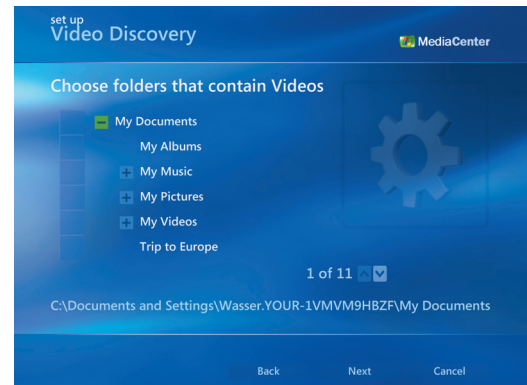 set up
Video Discovery
MediaCenter
Choose folders that contain Videos
My Documents
My Albums
My Music
My Pictures
My Videos
Trip to Europe
1 of 11
C:\Documents and Settings\Wasser.YOUR-1VMVM9HBZF\My Documents
Back Next Cancel